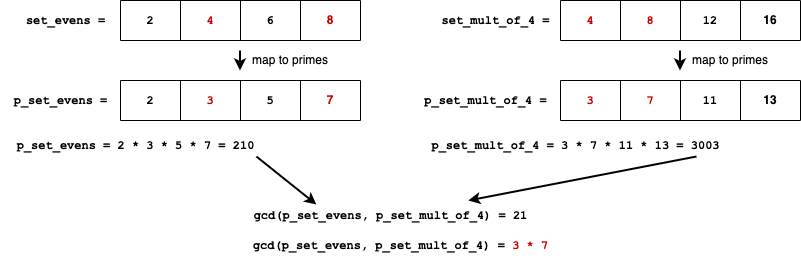 set_evens = 2 4 6 8
set_mult_of_4 = 4 8 12 16
map to primes
map to primes
p_set_evens = 2 3 5 7
p_set_mult_of_4 = 3 7 11 13
p_set_evens = 2 * 3 * 5 * 7 = 210
p_set_mult_of_4 = 3 * 7 * 11 * 13 = 3003
gcd(p_set_evens, p_set_mult_of_4) = 21
gcd(p_set_evens, p_set_mult_of_4) = 3 * 7